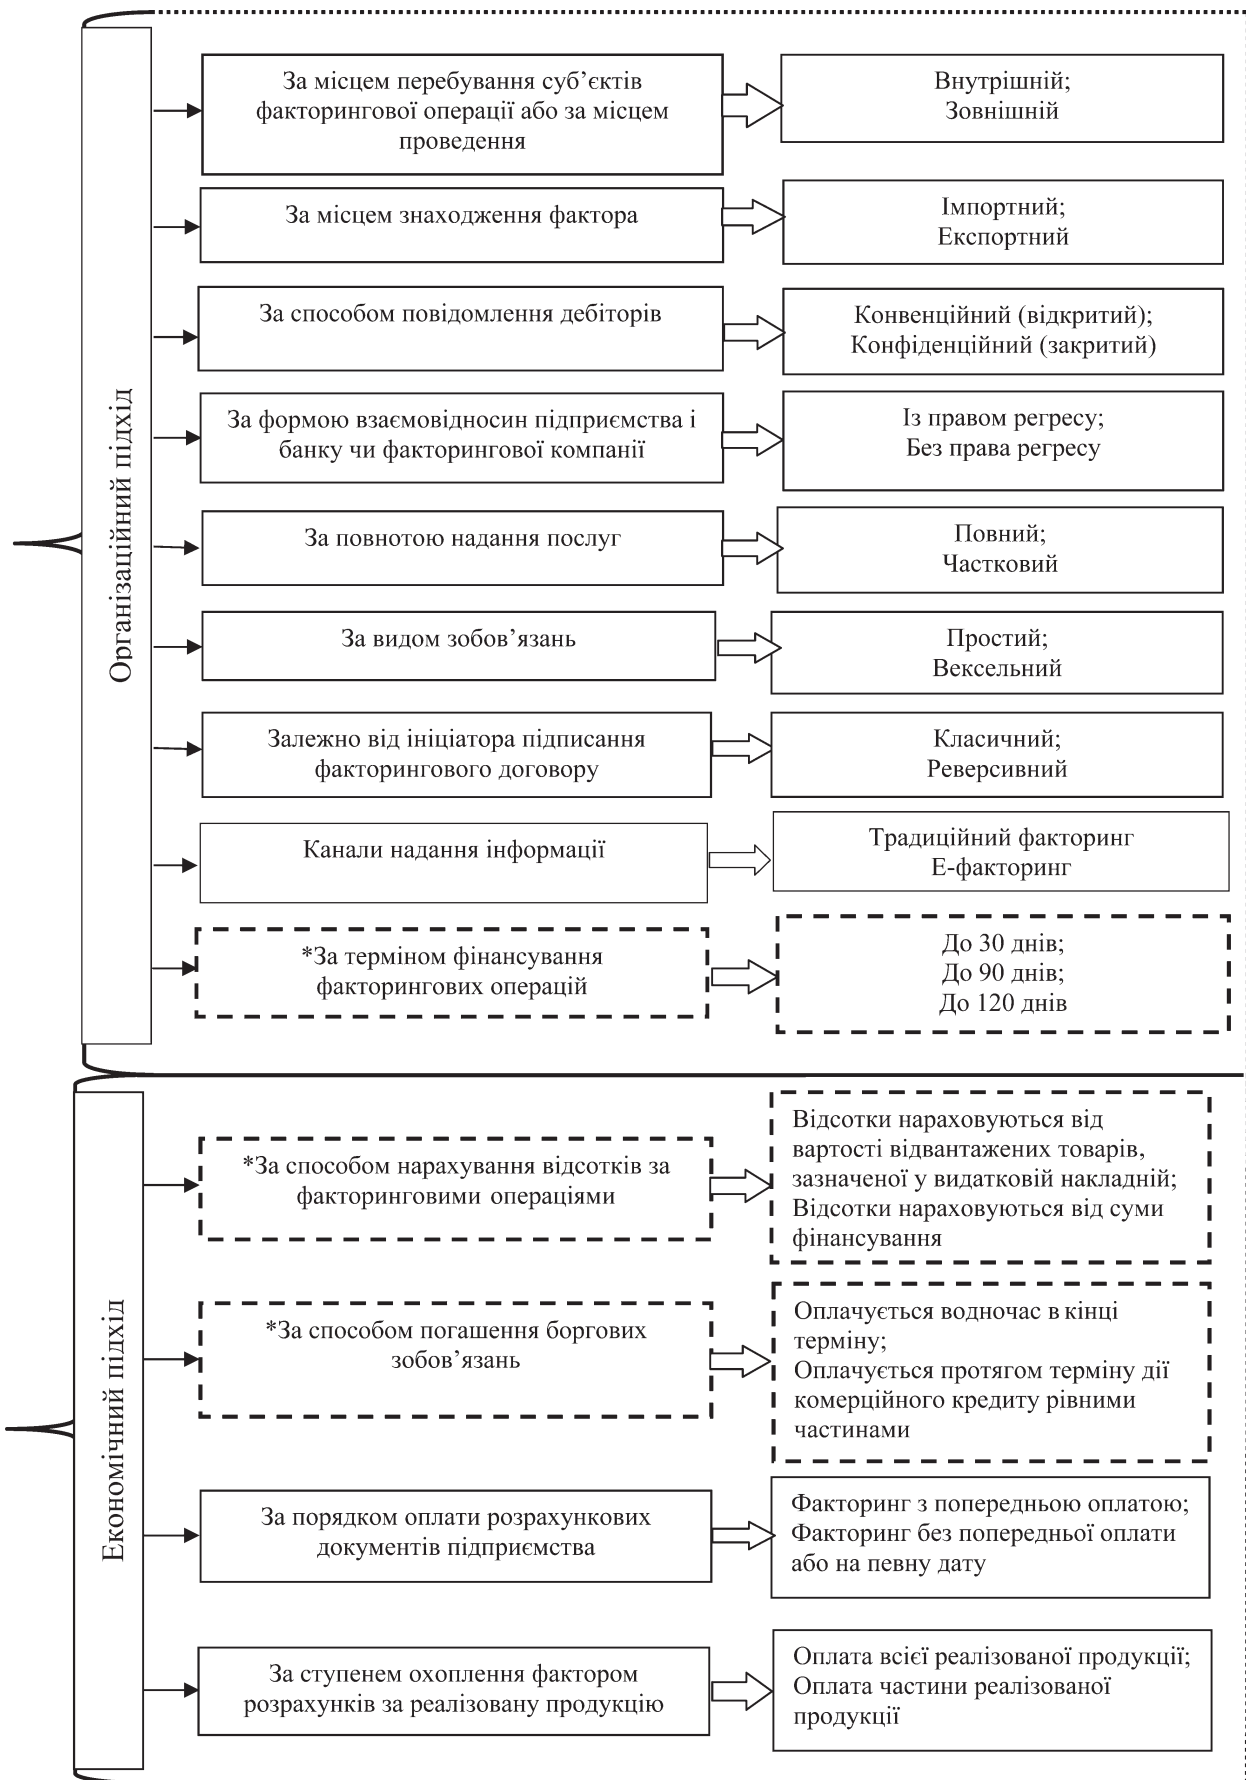 Організаційний підхід
За місцем перебування суб’єктів
факторингової операції або за місцем
проведення
Внутрішній;
Зовнішній
За місцем знаходження фактора
Імпортний;
Експортний
За способом повідомлення дебіторів
Конвенційний (відкритий);
Конфіденційний (закритий)
За формою взаємовідносин підприємства і
банку чи факторингової компанії
Із правом регресу;
Без права регресу
За повнотою надання послуг
Повний;
Частковий
За видом зобов’язань
Простий;
Вексельний
Залежно від ініціатора підписання
факторингового договору
Класичний;
Реверсивний
Канали надання інформації
Традиційний факторинг
Е-факторинг
*За терміном фінансування
факторингових операцій
До 30 днів;
До 90 днів;
До 120 днів
Економічний підхід
*За способом нарахування відсотків за
факторинговими операціями
Відсотки нараховуються від
вартості відвантажених товарів,
зазначеної у видатковій накладній;
Відсотки нараховуються від суми
фінансування
*За способом погашення боргових
зобов’язань
Оплачується водночас в кінці
терміну;
Оплачується протягом терміну дії
комерційного кредиту рівними
частинами
За порядком оплати розрахункових
документів підприємства
Факторинг з попередньою оплатою;
Факторинг без попередньої оплати
або на певну дату
За ступенем охоплення фактором
розрахунків за реалізовану продукцію
Оплата всієї реалізованої продукції;
Оплата частини реалізованої
продукції